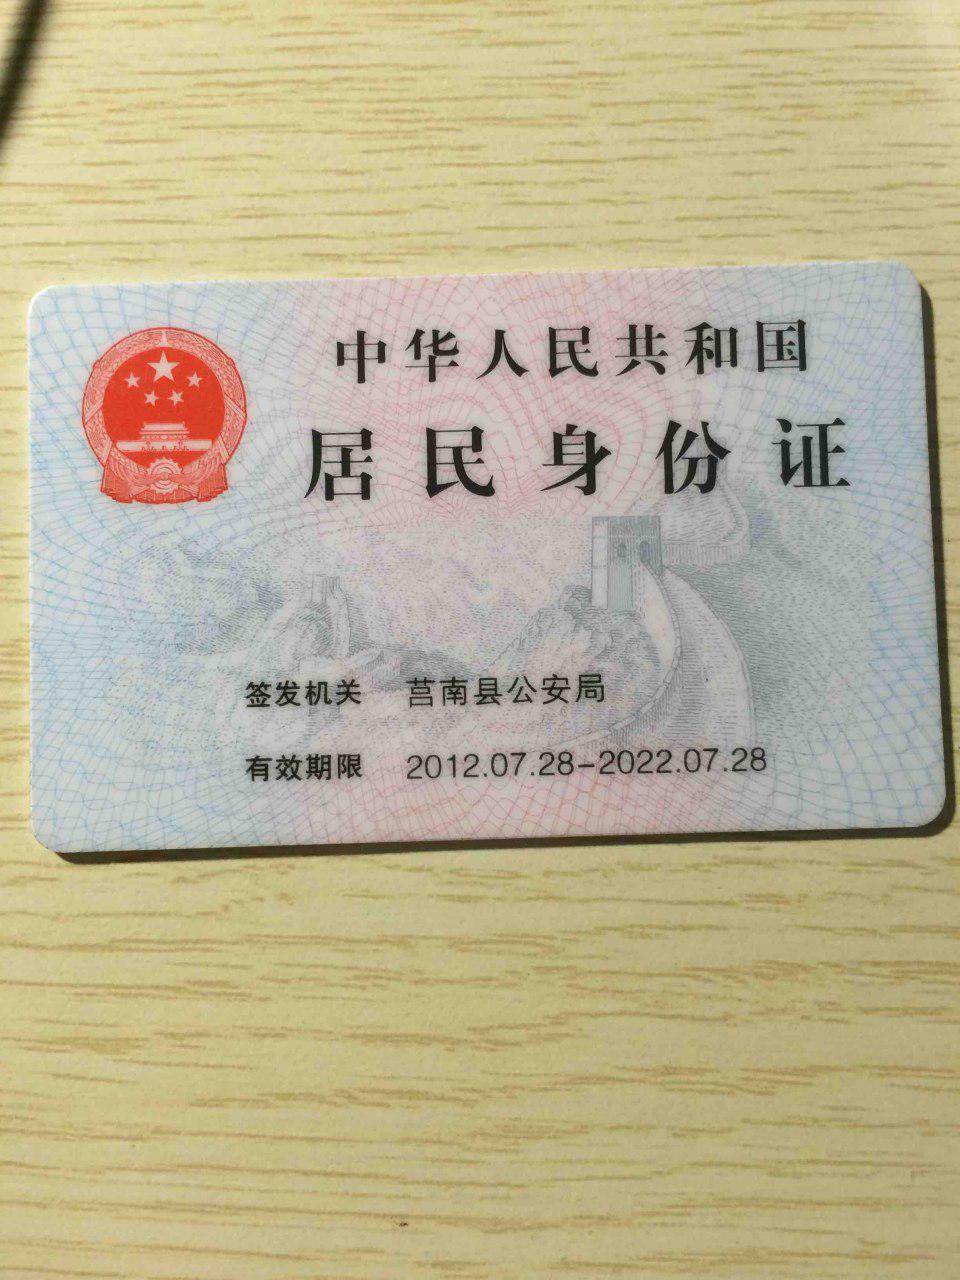 中华人民共和国
居民身份证
签发机关 莒南县公安局
有效期限 2012.07.28-2022.07.28